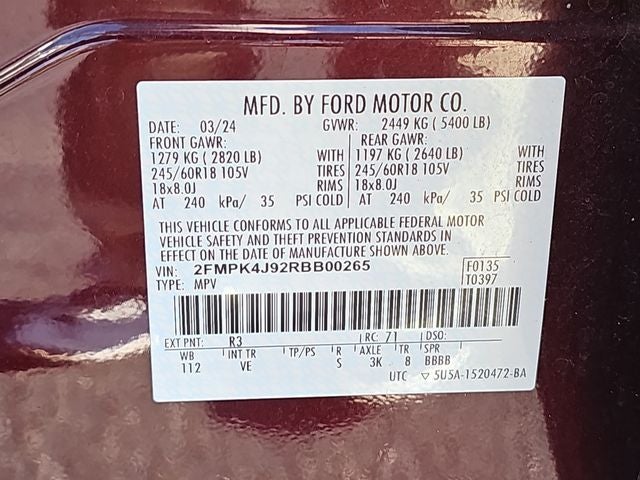 MFD. BY FORD MOTOR CO.
DATE: 03/24 GVWR: 2449 KG ( 5400 LB)
FRONT GAWR: REAR GAWR:
1279 KG ( 2820 LB) WITH 1197 KG ( 2640 LB) WITH
245/60R18 105V TIRES 245/60R18 105V TIRES
18x8.0J RIMS 18x8.0J RIMS
AT 240 kPa/ 35 PSI COLD AT 240 kPa/ 35 PSI COLD
THIS VEHICLE CONFORMS TO ALL APPLICABLE FEDERAL MOTOR
VEHICLE SAFETY AND THEFT PREVENTION STANDARDS IN
EFFECT ON THE DATE OF MANUFACTURE SHOWN ABOVE.
VIN: 2FMPK4J92RBB00265 F0135
TYPE: MPV T0397
EXT PNT: R3 RC: 71 DSO:
WB INT TR TP/PS R AXLE TR SPR
112 VE S 3K 8 BBBB
UTC ▽ 5U5A-1520472-BA